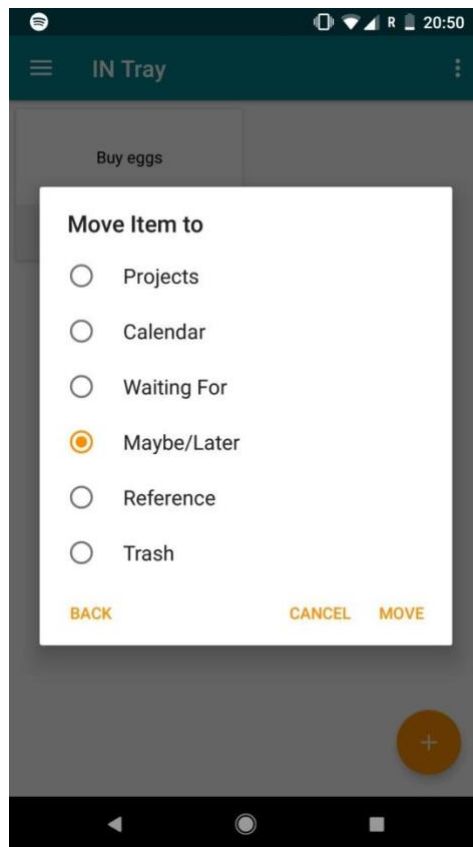 R 20:50
IN Tray
Buy eggs
Move Item to
Projects
Calendar
Waiting For
Maybe/Later
Reference
Trash
BACK CANCEL MOVE